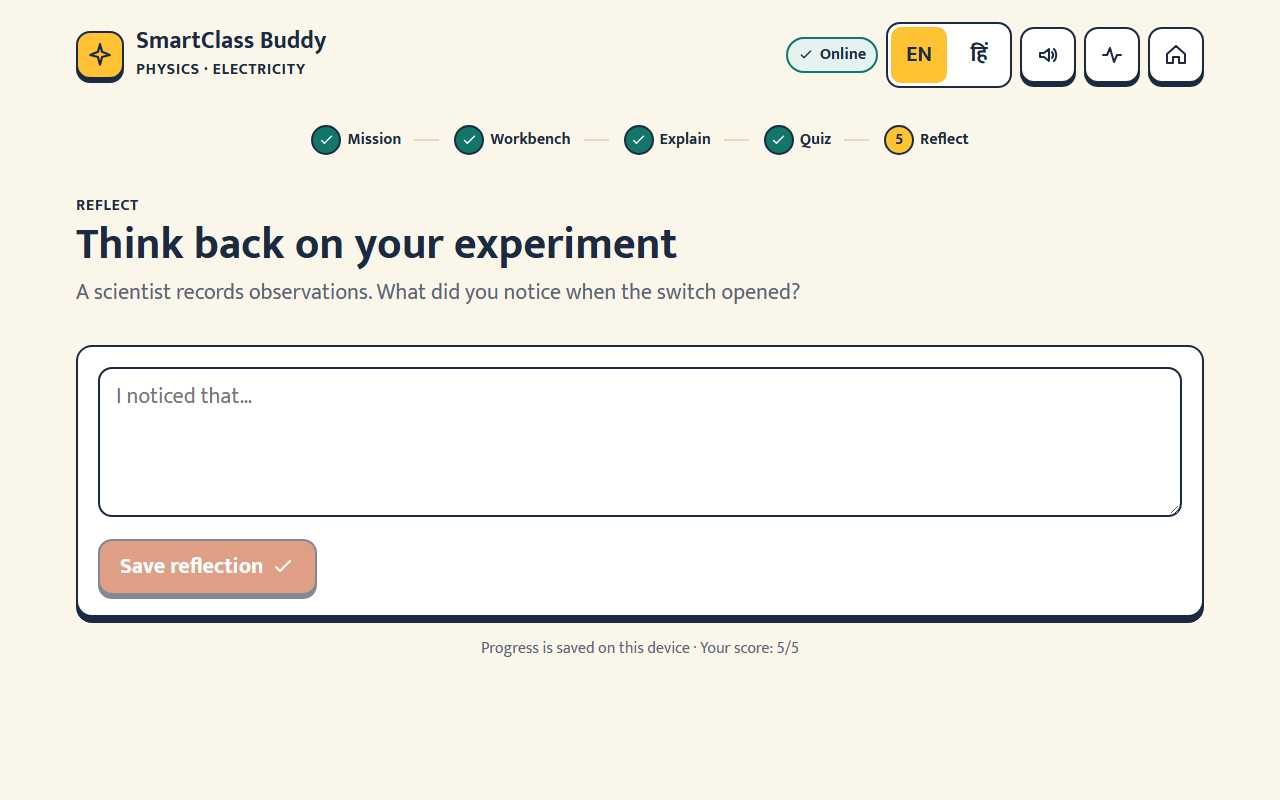 SmartClass Buddy
PHYSICS · ELECTRICITY
Online
EN
हिं
Mission
Workbench
Explain
Quiz
5
Reflect
REFLECT
Think back on your experiment
A scientist records observations. What did you notice when the switch opened?
I noticed that...
Save reflection
Progress is saved on this device · Your score: 5/5